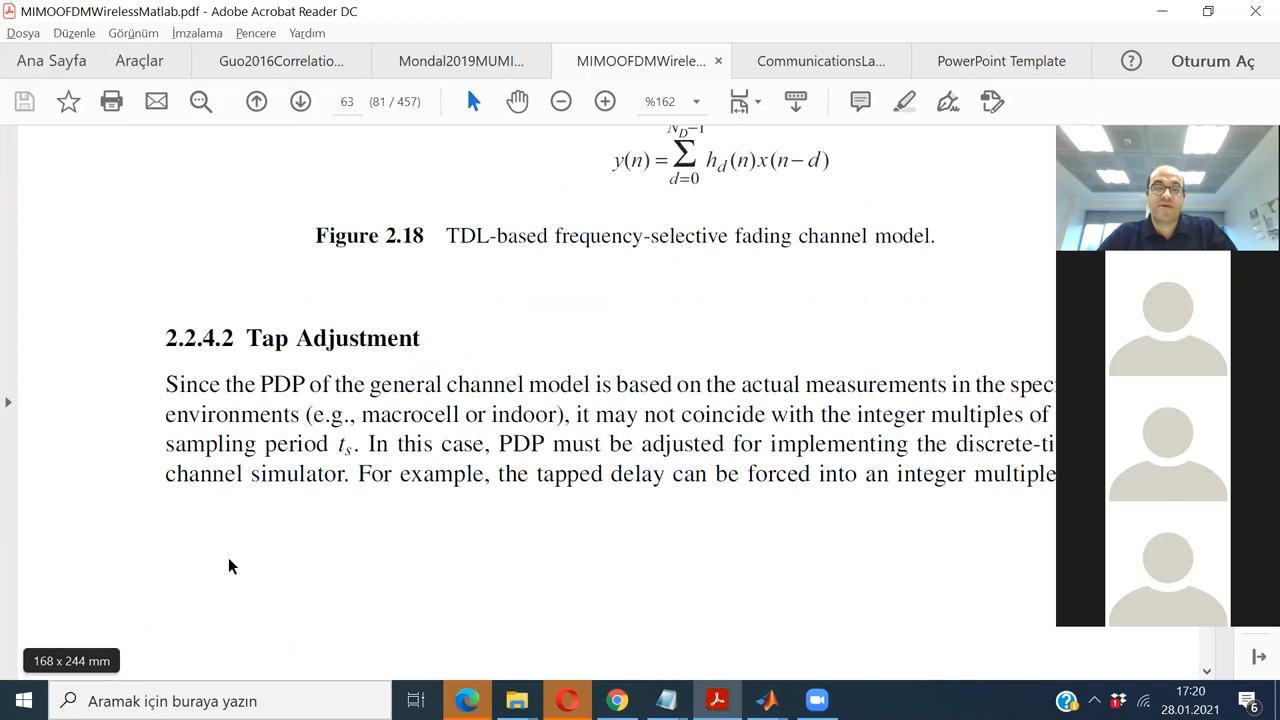 MIMOOFDMWirelessMatlab.pdf - Adobe Acrobat Reader DC
Dosya Düzenle Görünüm İmzalama Pencere Yardım
Ana Sayfa Araçlar Guo2016Correlatio... Mondal2019MUMI... MIMOOFDMWirele... × CommunicationsLa... PowerPoint Template Oturum Aç
63 (81 / 457) %162
N_D−1
y(n) = Σ h_d(n)x(n−d)
d=0
Figure 2.18 TDL-based frequency-selective fading channel model.
2.2.4.2 Tap Adjustment
Since the PDP of the general channel model is based on the actual measurements in the speci
environments (e.g., macrocell or indoor), it may not coincide with the integer multiples of
sampling period t_s. In this case, PDP must be adjusted for implementing the discrete-ti
channel simulator. For example, the tapped delay can be forced into an integer multiple
168 x 244 mm
Aramak için buraya yazın
17:20
28.01.2021
6
1